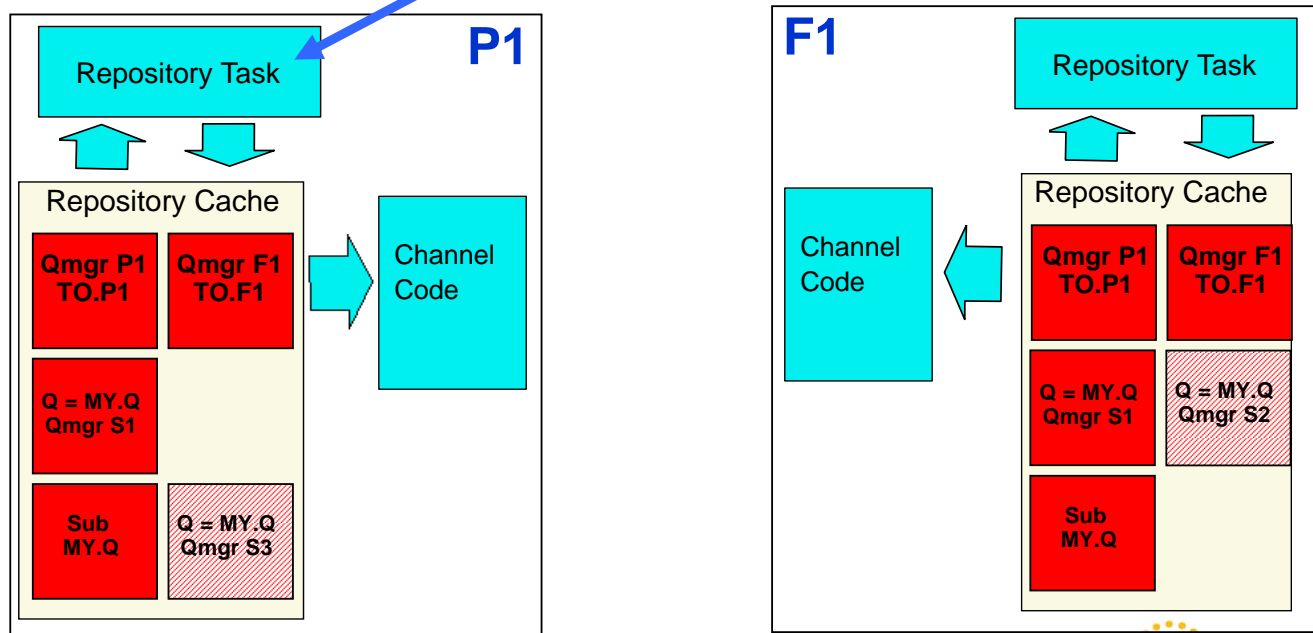 P1
Repository Task
Repository Cache
Qmgr P1
TO.P1
Qmgr F1
TO.F1
Channel
Code
Q = MY.Q
Qmgr S1
Sub
MY.Q
Q = MY.Q
Qmgr S3
F1
Repository Task
Repository Cache
Channel
Code
Qmgr P1
TO.P1
Qmgr F1
TO.F1
Q = MY.Q
Qmgr S1
Q = MY.Q
Qmgr S2
Sub
MY.Q